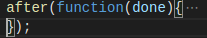 after(function(done){ ···
});